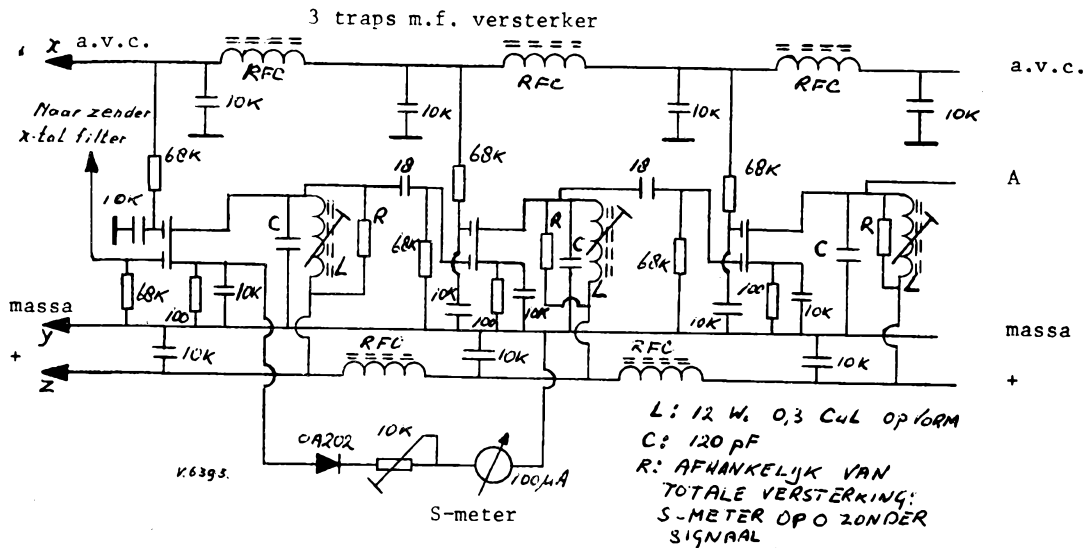 3 traps m.f. versterker
x a.v.c.
RFC
RFC
RFC
a.v.c.
10K
10K
10K
10K
Naar zender
x-tal filter
68K
68K
68K
18
18
A
10K
C
L
R
68K
R
C
L
68K
C
R
L
68K
100
10K
10K
100
10K
10K
100
10K
massa
y
massa
+
z
10K
RFC
10K
RFC
10K
+
OA202
10K
100µA
S-meter
V.6393.
L: 12 W. 0,3 CuL OP VORM
C: 120 pF
R: AFHANKELIJK VAN
TOTALE VERSTERKING:
S-METER OP 0 ZONDER
SIGNAAL